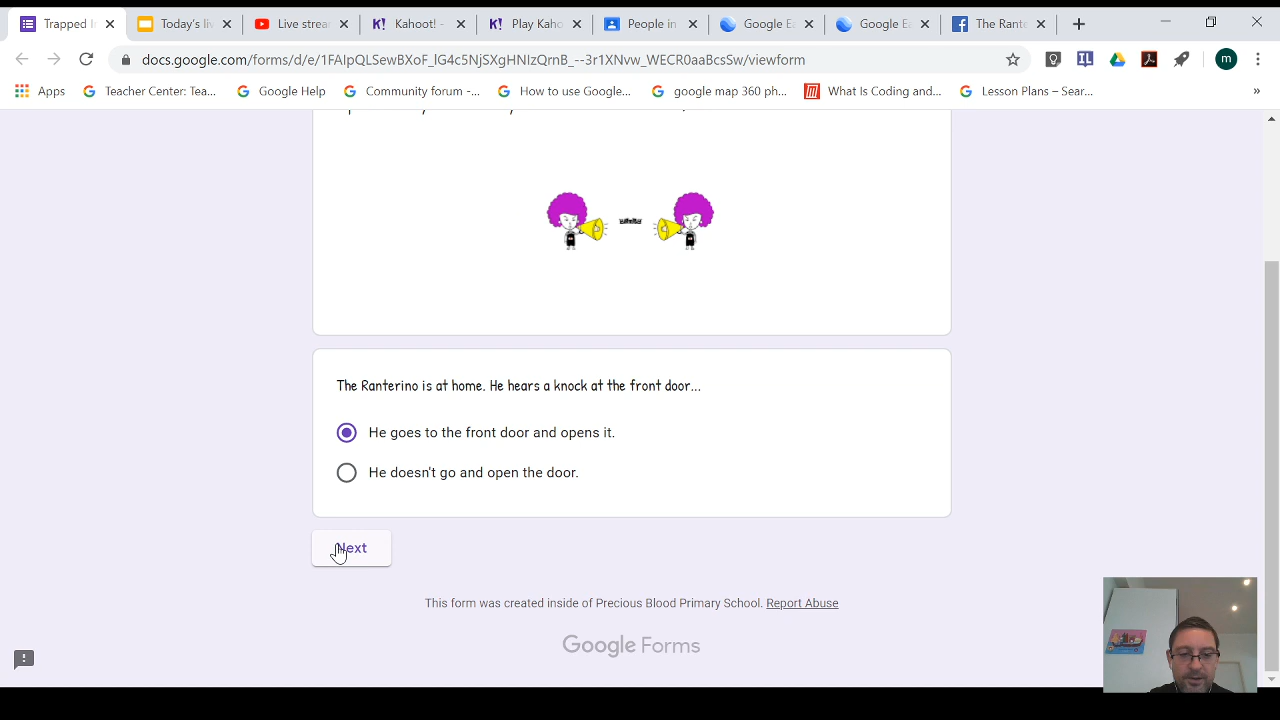 Trapped I
Today's liv
Live strea
Kahoot! -
Play Kaho
People in
Google Ea
Google Ea
The Rante
docs.google.com/forms/d/e/1FAIpQLSewBXoF_lG4c5NjSXgHNIzQrnB_--3r1XNvw_WECR0aaBcsSw/viewform
IL
m
Apps
Teacher Center: Tea...
Google Help
Community forum -...
How to use Google...
google map 360 ph...
What Is Coding and...
Lesson Plans – Sear...
»
The Ranterino is at home. He hears a knock at the front door...
He goes to the front door and opens it.
He doesn't go and open the door.
Next
This form was created inside of Precious Blood Primary School. Report Abuse
Google Forms